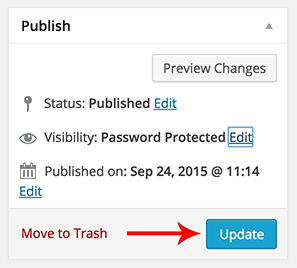 Publish
Preview Changes
Status: Published Edit
Visibility: Password Protected Edit
Published on: Sep 24, 2015 @ 11:14
Edit
Move to Trash Update